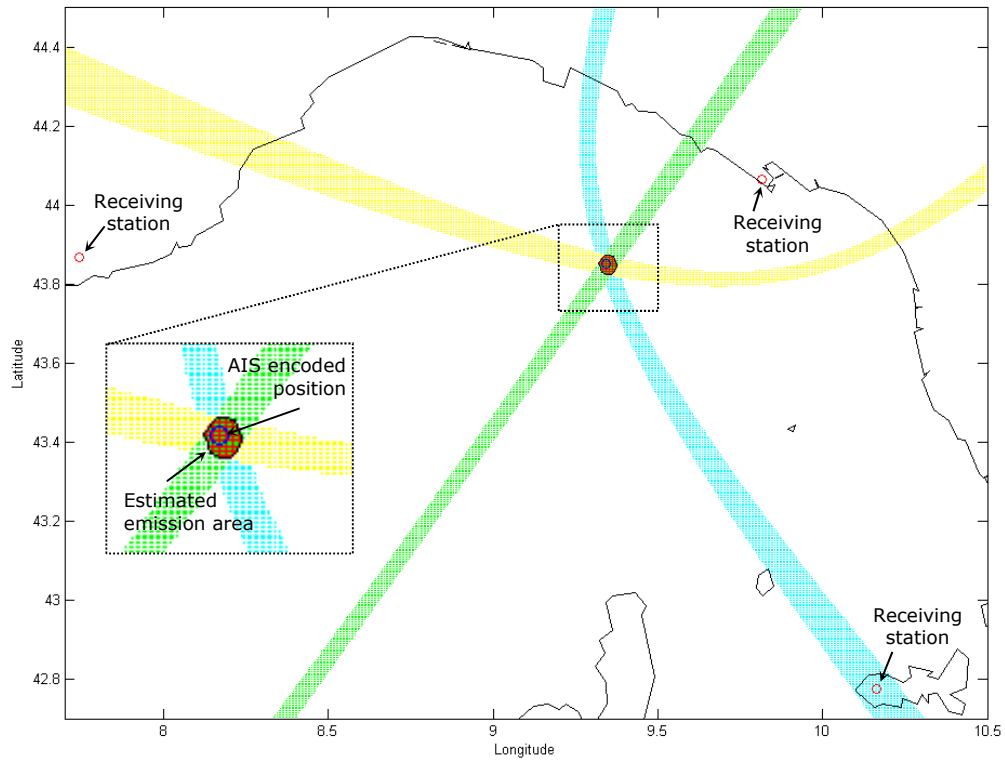 44.4
44.2
44
43.8
43.6
43.4
43.2
43
42.8
Latitude
Receiving
station
Receiving
station
AIS encoded
position
Estimated
emission area
Receiving
station
8
8.5
9
9.5
10
10.5
Longitude